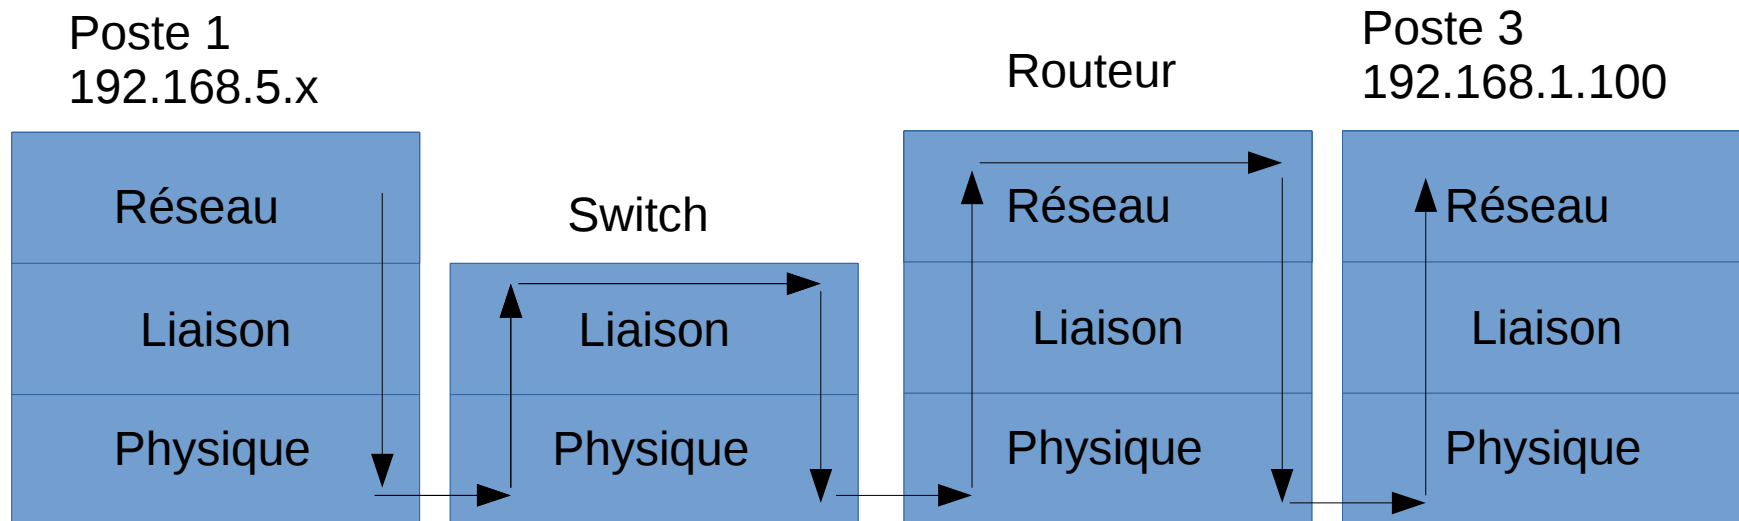 Poste 1
192.168.5.x
Réseau
Liaison
Physique
Switch
Liaison
Physique
Routeur
Réseau
Liaison
Physique
Poste 3
192.168.1.100
Réseau
Liaison
Physique